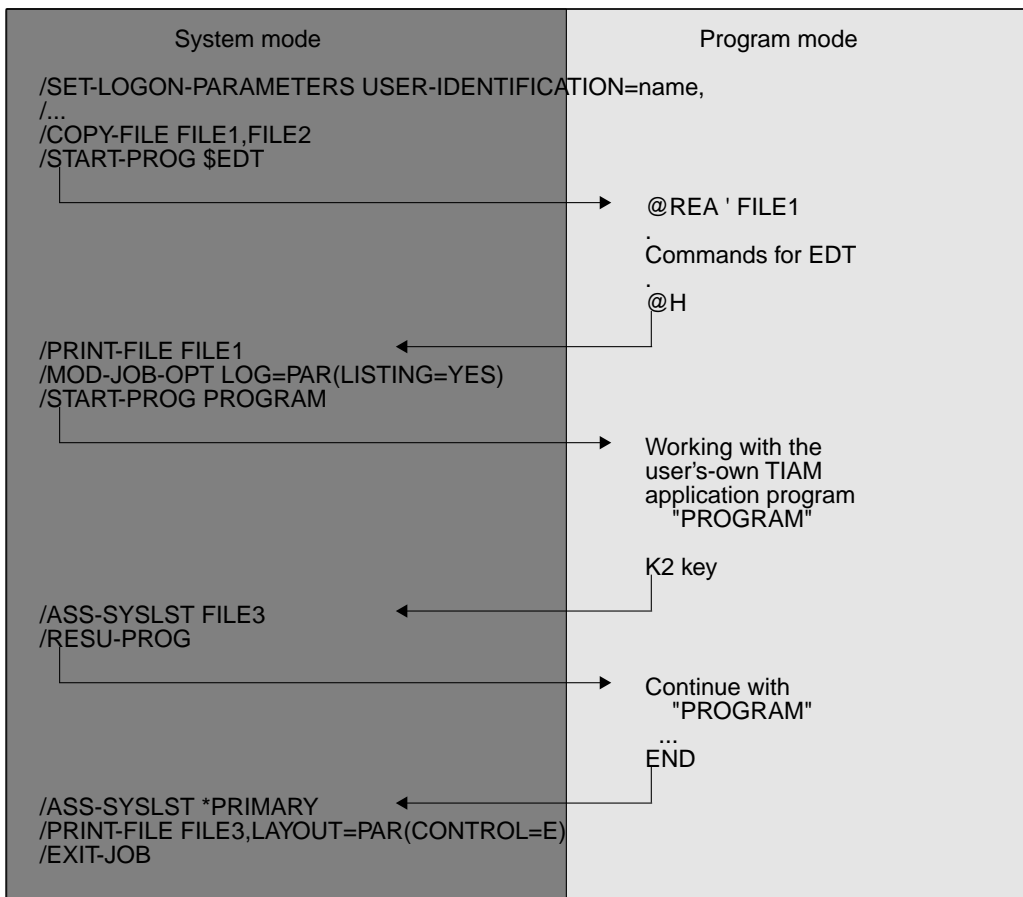 System mode
Program mode
/SET-LOGON-PARAMETERS USER-IDENTIFICATION=name,
/...
/COPY-FILE FILE1,FILE2
/START-PROG $EDT
@REA ' FILE1
.
Commands for EDT
.
@H
/PRINT-FILE FILE1
/MOD-JOB-OPT LOG=PAR(LISTING=YES)
/START-PROG PROGRAM
Working with the
user's-own TIAM
application program
"PROGRAM"
K2 key
/ASS-SYSLST FILE3
/RESU-PROG
Continue with
"PROGRAM"
...
END
/ASS-SYSLST *PRIMARY
/PRINT-FILE FILE3,LAYOUT=PAR(CONTROL=E)
/EXIT-JOB